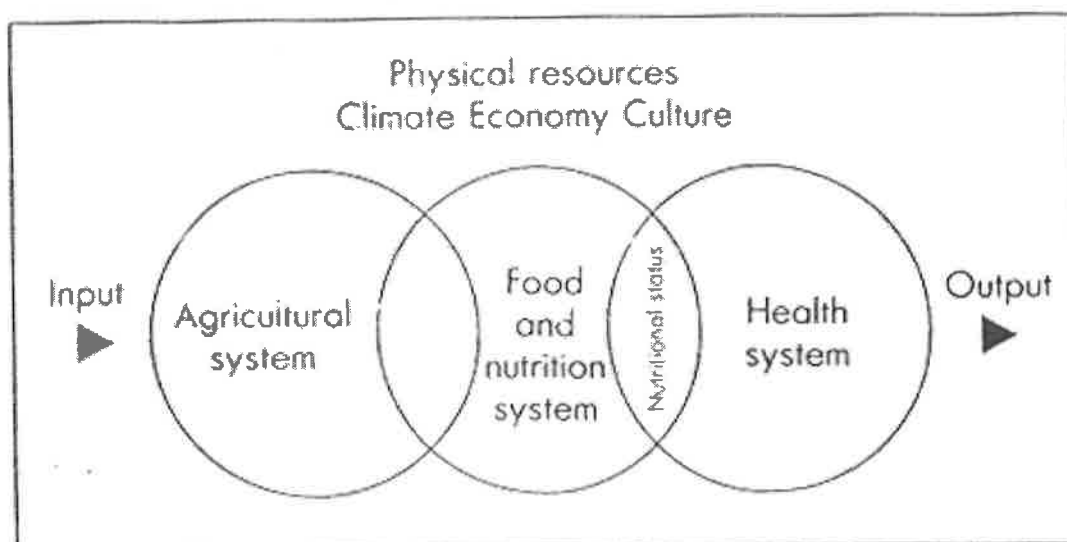 Physical resources
Climate Economy Culture
Input
Agricultural
system
Food
and
nutrition
system
Nutritional status
Health
system
Output